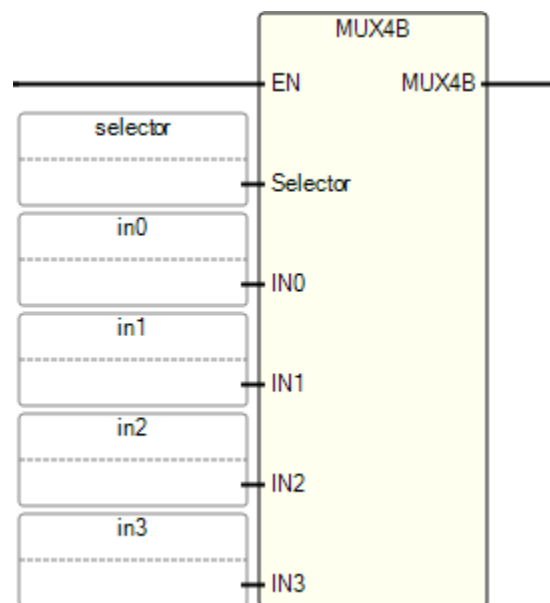 MUX4B
EN MUX4B
selector
Selector
in0
IN0
in1
IN1
in2
IN2
in3
IN3